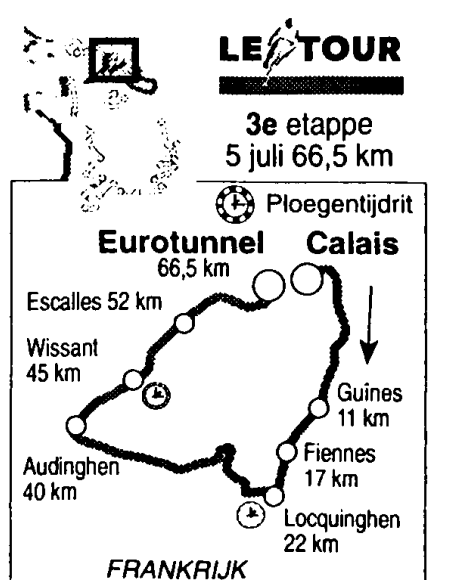 LE TOUR
3e etappe
5 juli 66,5 km
Ploegentijdrit
Eurotunnel
66,5 km
Calais
Escalles 52 km
Wissant
45 km
Guînes
11 km
Audinghen
40 km
Fiennes
17 km
Locquinghen
22 km
FRANKRIJK